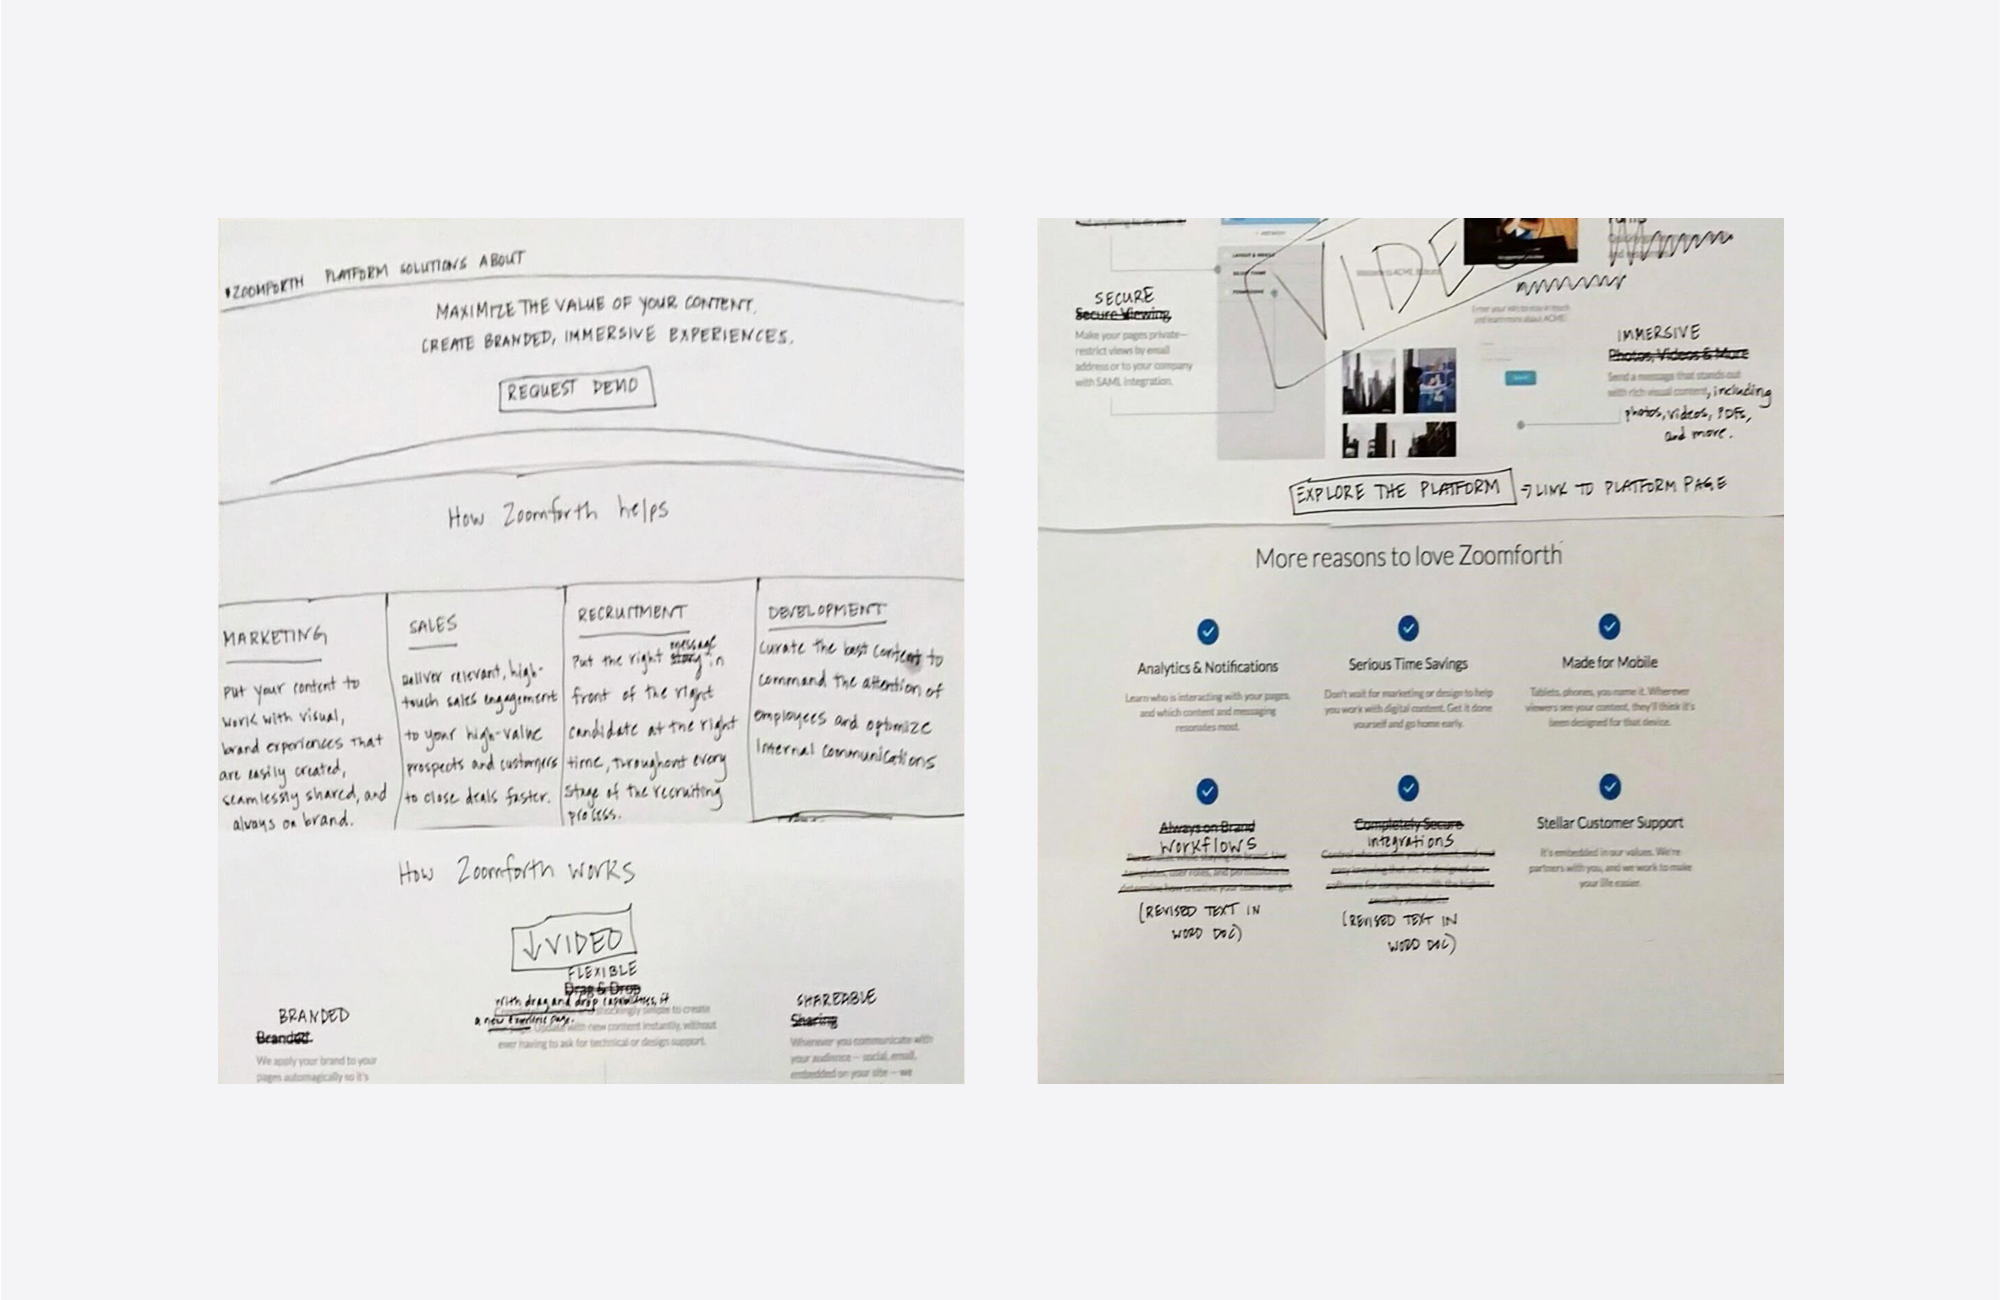 ZOOMFORTH PLATFORM SOLUTIONS ABOUT
MAXIMIZE THE VALUE OF YOUR CONTENT.
CREATE BRANDED, IMMERSIVE EXPERIENCES.
REQUEST DEMO
How Zoomforth helps
MARKETING
Put your content to
work with visual,
brand experiences that
are easily created,
seamlessly shared, and
always on brand.
SALES
Deliver relevant, high-
touch sales engagement
to your high-value
prospects and customers
to close deals faster.
RECRUITMENT
message
Put the right story in
front of the right
candidate at the right
time, throughout every
stage of the recruiting
process.
DEVELOPMENT
Curate the best content to
command the attention of
employees and optimize
internal communications
How Zoomforth works
↓ VIDEO
BRANDED
Branded
We apply your brand to your
pages automagically so it's
FLEXIBLE
Drag & Drop
with drag and drop capabilities, it
shockingly simple to create
a new
Update with new content instantly, without
ever having to ask for technical or design support.
SHAREABLE
Sharing
Wherever you communicate with
your audience – social, email,
embedded on your site – we
VIDEO
SECURE
Secure Viewing
Make your pages private—
restrict views by email
address or to your company
with SAML integration.
IMMERSIVE
Photos, Videos & More
Send a message that stands out
with rich visual content, including
photos, videos, PDFs,
and more.
EXPLORE THE PLATFORM → LINK TO PLATFORM PAGE
More reasons to love Zoomforth
Analytics & Notifications
Learn who is interacting with your pages,
and which content and messaging
resonates most.
Serious Time Savings
Don't wait for marketing or design to help
you work with digital content. Get it done
yourself and go home early.
Made for Mobile
Tablets, phones, you name it. Wherever
viewers see your content, they'll think it's
been designed for that device.
Always on Brand
Workflows
(REVISED TEXT IN
WORD DOC)
Completely Secure
Integrations
(REVISED TEXT IN
WORD DOC)
Stellar Customer Support
It's embedded in our values. We're
partners with you, and we work to make
your life easier.